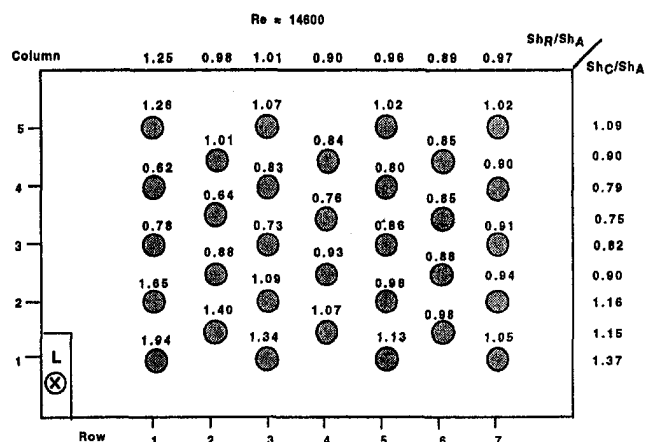 Re ≈ 14600
ShR/ShA
Column 1.25 0.98 1.01 0.90 0.96 0.89 0.97
ShC/ShA
1.26 1.07 1.02 1.02
5 1.09
1.01 0.84 0.85
0.90
0.62 0.83 0.80 0.90
4 0.79
0.64 0.76 0.85
0.75
0.78 0.73 0.86 0.91
3 0.82
0.88 0.93 0.88
0.90
1.65 1.09 0.98 0.94
2 1.16
1.40 1.07 0.98
1.15
1.94 1.34 1.13 1.05
1 L 1.37
X
Row 1 2 3 4 5 6 7